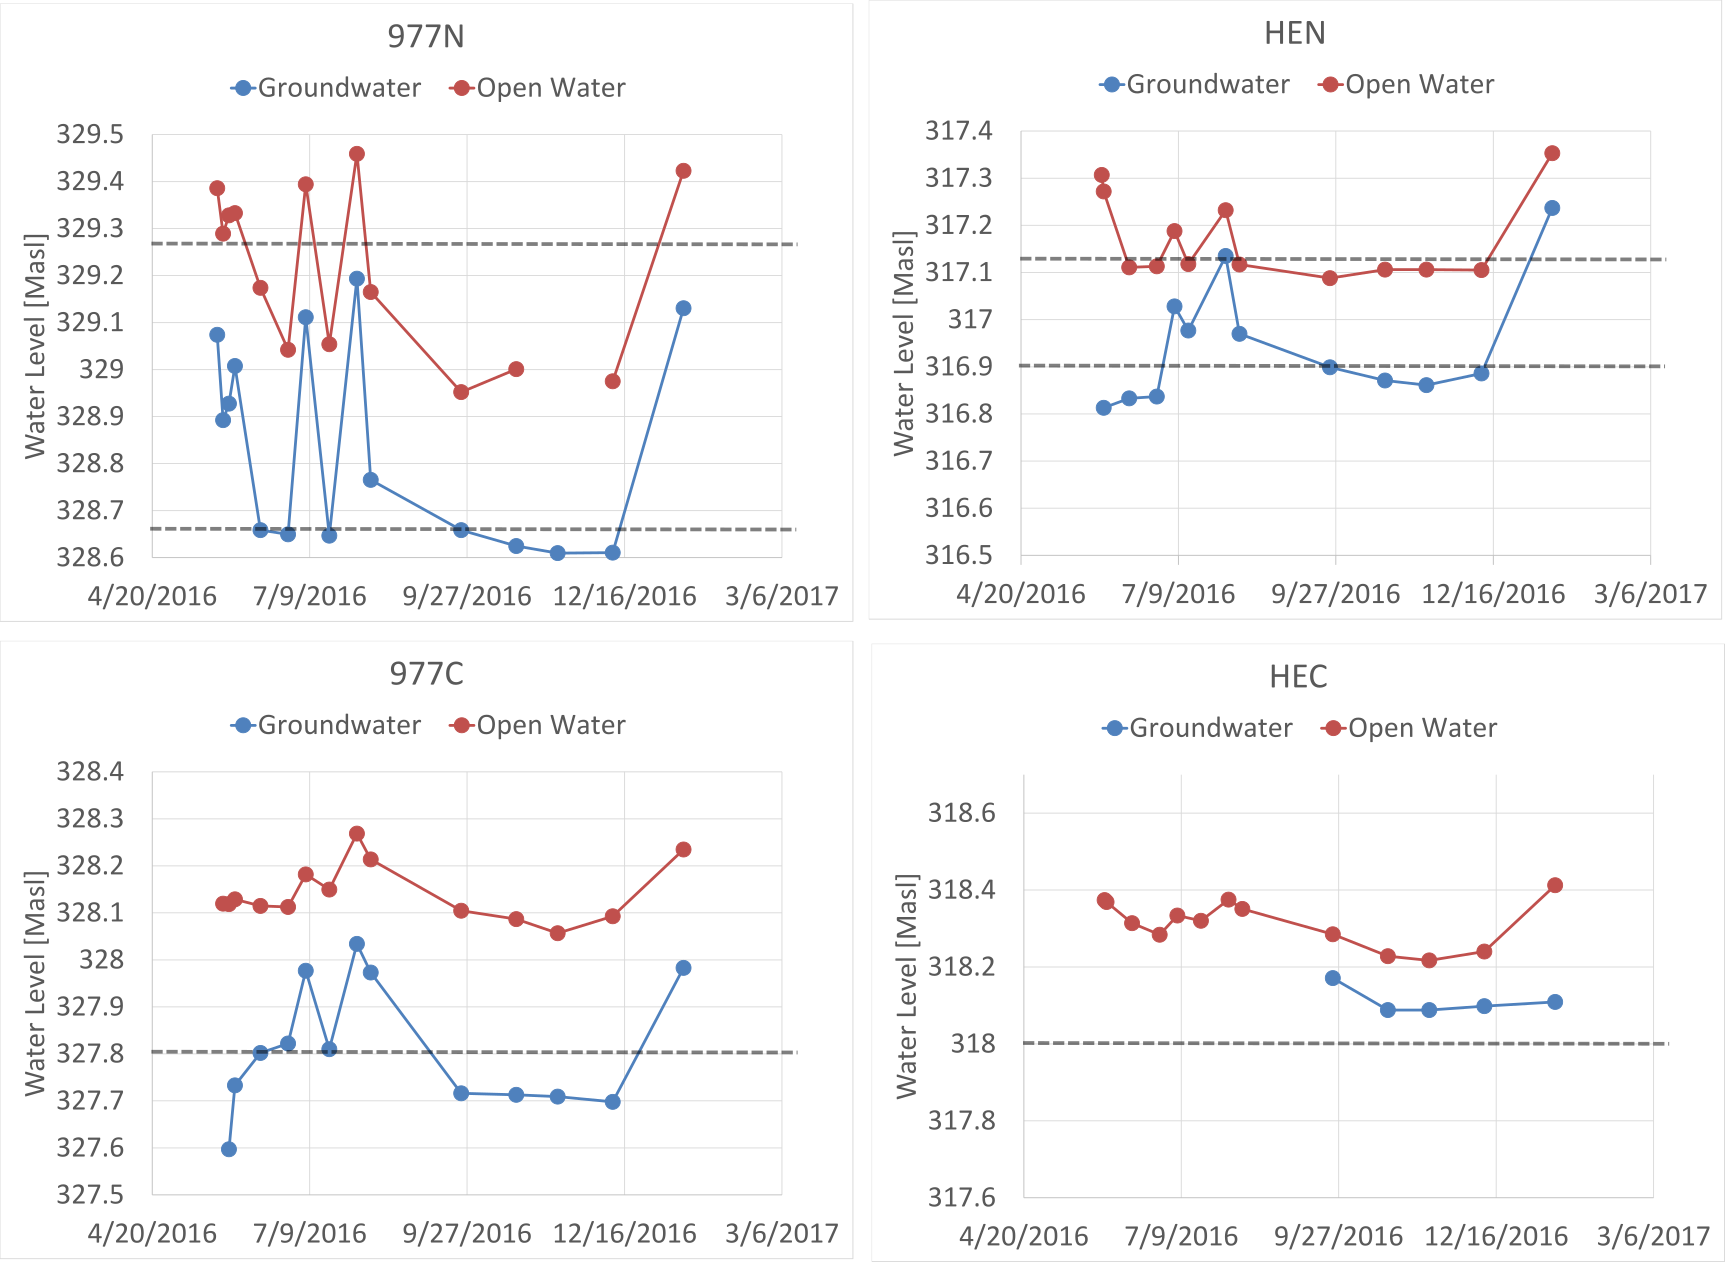 977N
Groundwater Open Water
Water Level [Masl]
329.5
329.4
329.3
329.2
329.1
329
328.9
328.8
328.7
328.6
4/20/2016 7/9/2016 9/27/2016 12/16/2016 3/6/2017
HEN
Groundwater Open Water
Water Level [Masl]
317.4
317.3
317.2
317.1
317
316.9
316.8
316.7
316.6
316.5
4/20/2016 7/9/2016 9/27/2016 12/16/2016 3/6/2017
977C
Groundwater Open Water
Water Level [Masl]
328.4
328.3
328.2
328.1
328
327.9
327.8
327.7
327.6
327.5
4/20/2016 7/9/2016 9/27/2016 12/16/2016 3/6/2017
HEC
Groundwater Open Water
Water Level [Masl]
318.6
318.4
318.2
318
317.8
317.6
4/20/2016 7/9/2016 9/27/2016 12/16/2016 3/6/2017